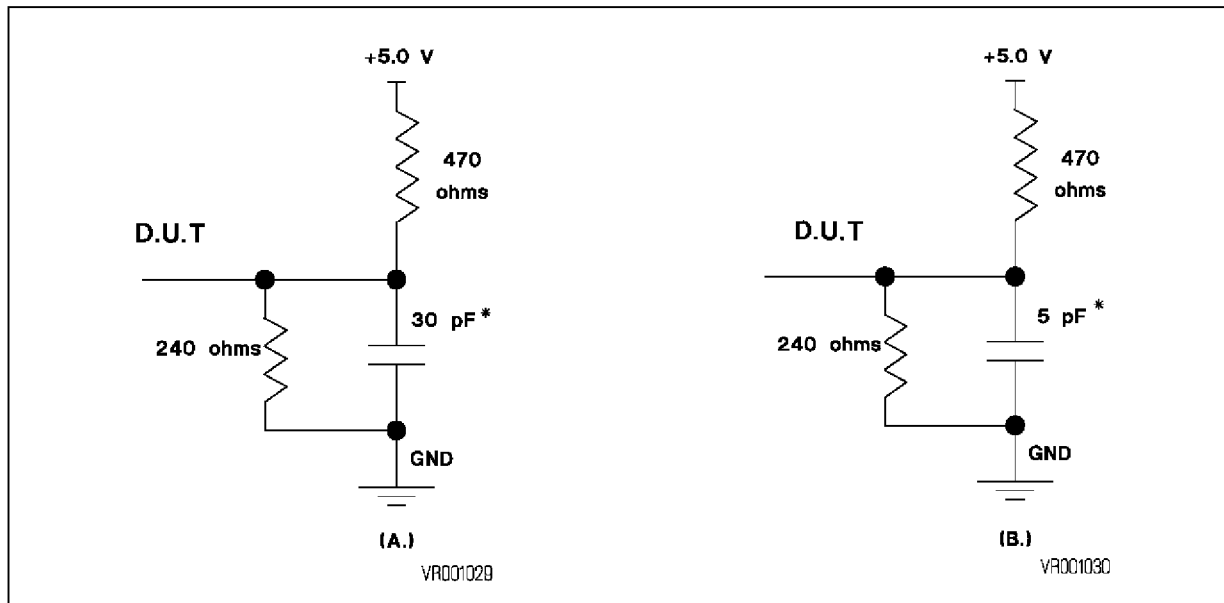 +5.0 V
470
ohms
D.U.T
30 pF*
240 ohms
GND
(A.)
VR001029
+5.0 V
470
ohms
D.U.T
5 pF*
240 ohms
GND
(B.)
VR001030